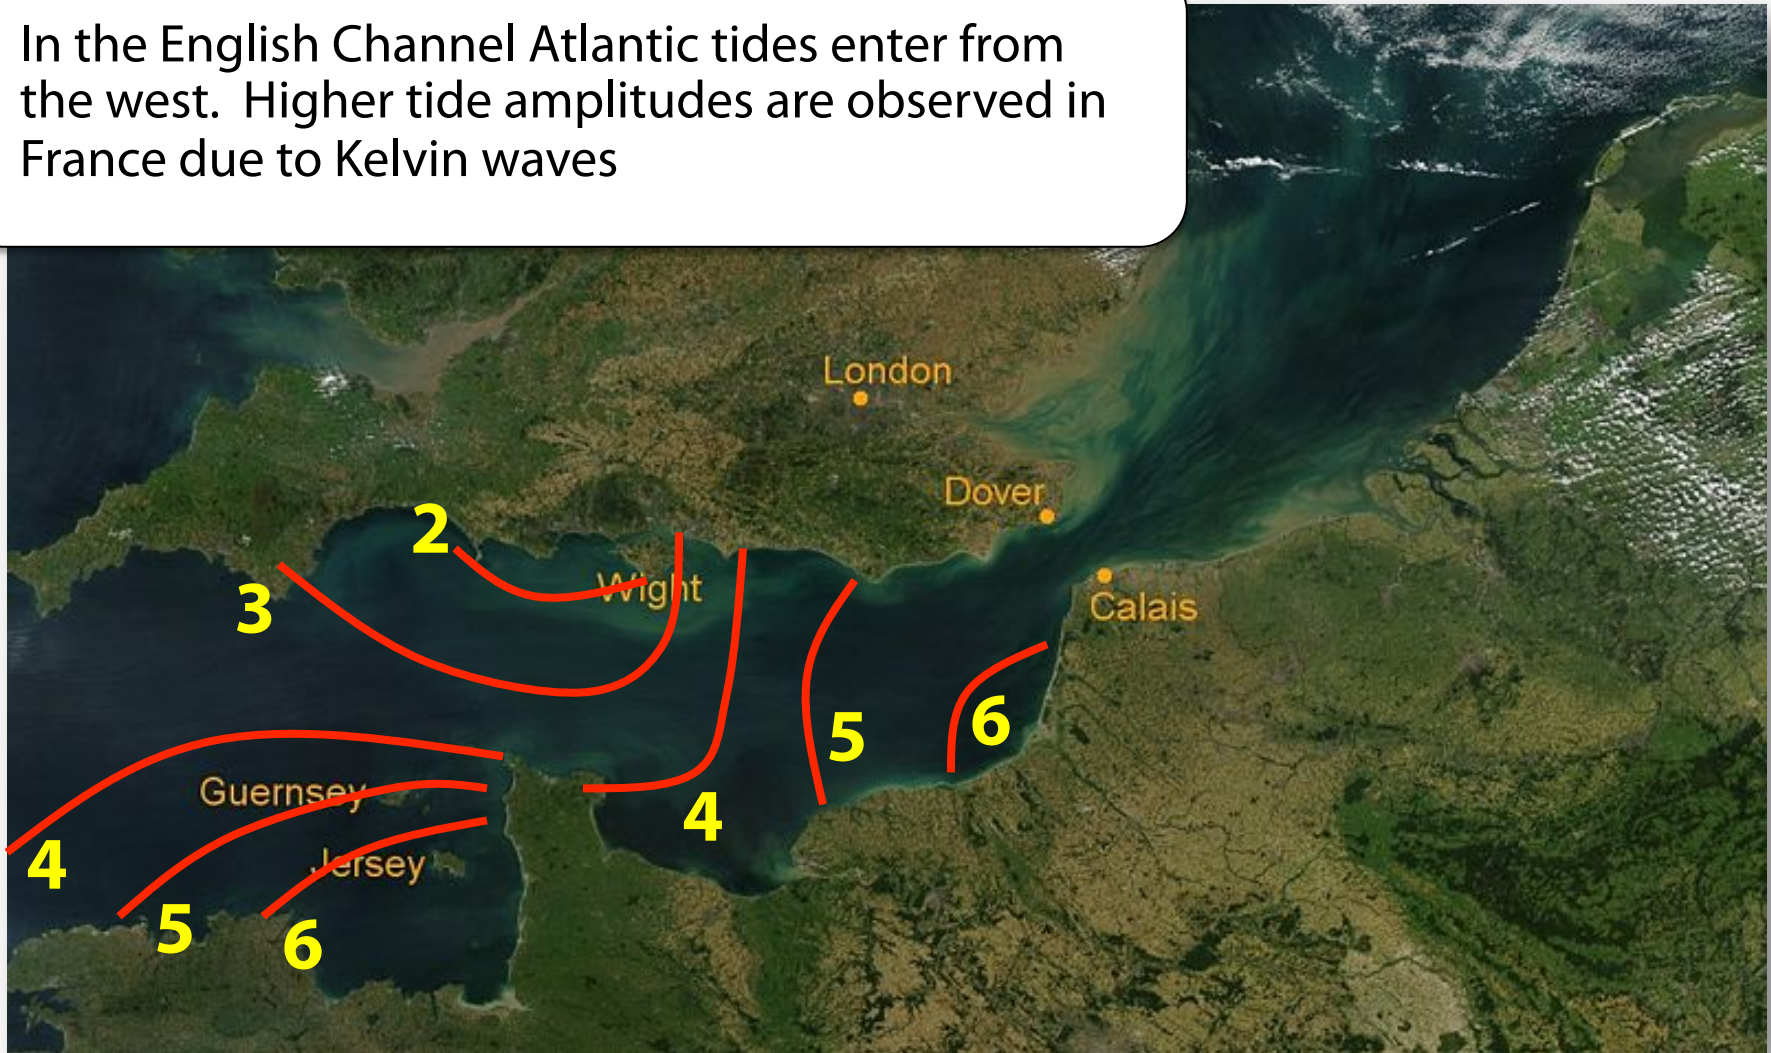 In the English Channel Atlantic tides enter from
the west.  Higher tide amplitudes are observed in
France due to Kelvin waves
London
Dover
2
Wight
Calais
3
6
5
Guernsey
4
4
Jersey
5
6